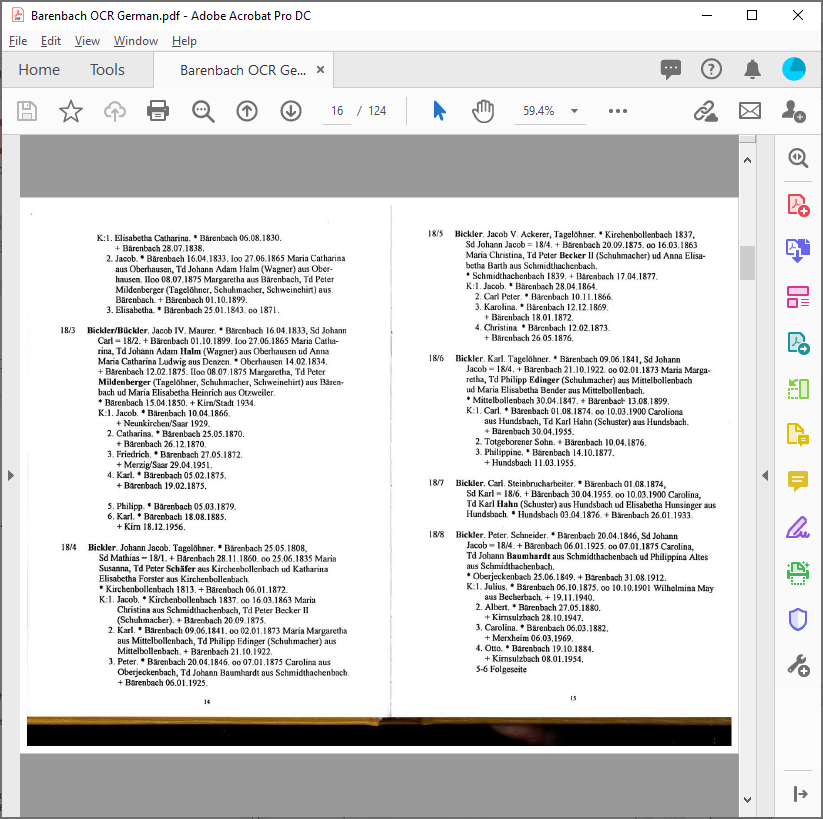 Barenbach OCR German.pdf - Adobe Acrobat Pro DC
File Edit View Window Help
Home Tools Barenbach OCR Ge... ×
16 / 124 59.4%
K:1. Elisabetha Catharina. * Bärenbach 06.08.1830.
+ Bärenbach 28.07.1838.
2. Jacob. * Bärenbach 16.04.1833. Ioo 27.06.1865 Maria Catharina
aus Oberhausen, Td Johann Adam Halm (Wagner) aus Ober-
hausen. IIoo 08.07.1875 Margaretha aus Bärenbach, Td Peter
Mildenberger (Tagelöhner, Schuhmacher, Schweinehirt) aus
Bärenbach. + Bärenbach 01.10.1899.
3. Elisabetha. * Bärenbach 25.01.1843. oo 1871.
18/3 Bickler/Bückler. Jacob IV. Maurer. * Bärenbach 16.04.1833, Sd Johann
Carl = 18/2. + Bärenbach 01.10.1899. Ioo 27.06.1865 Maria Catha-
rina, Td Johann Adam Halm (Wagner) aus Oberhausen ud Anna
Maria Catharina Ludwig aus Denzen. * Oberhausen 14.02.1834.
+ Bärenbach 12.02.1875. IIoo 08.07.1875 Margaretha, Td Peter
Mildenberger (Tagelöhner, Schuhmacher, Schweinehirt) aus Bären-
bach ud Maria Elisabetha Heinrich aus Otzweiler.
* Bärenbach 15.04.1850. + Kirn/Stadt 1934.
K:1. Jacob. * Bärenbach 10.04.1866.
+ Neunkirchen/Saar 1929.
2. Catharina. * Bärenbach 25.05.1870.
+ Bärenbach 26.12.1870.
3. Friedrich. * Bärenbach 27.05.1872
+ Merzig/Saar 29.04.1951.
4. Karl. * Bärenbach 05.02.1875.
+ Bärenbach 19.02.1875.
5. Philipp. * Bärenbach 05.03.1879.
6. Karl. * Bärenbach 18.08.1885.
+ Kirn 18.12.1956.
18/4 Bickler. Johann Jacob. Tagelöhner. * Bärenbach 25.05.1808,
Sd Mathias = 18/1. + Bärenbach 28.11.1860. oo 25.06.1835 Maria
Susanna, Td Peter Schäfer aus Kirchenbollenbach ud Katharina
Elisabetha Forster aus Kirchenbollenbach.
* Kirchenbollenbach 1813. + Bärenbach 06.01.1872.
K:1. Jacob. * Kirchenbollenbach 1837. oo 16.03.1863 Maria
Christina aus Schmidthachenbach, Td Peter Becker II
(Schuhmacher). + Bärenbach 20.09.1875.
2. Karl. * Bärenbach 09.06.1841. oo 02.01.1873 Maria Margaretha
aus Mittelbollenbach, Td Philipp Edinger (Schuhmacher) aus
Mittelbollenbach. + Bärenbach 21.10.1922.
3. Peter. * Bärenbach 20.04.1846. oo 07.01.1875 Carolina aus
Oberjeckenbach, Td Johann Baumhardt aus Schmidthachenbach.
+ Bärenbach 06.01.1925.
14
18/5 Bickler. Jacob V. Ackerer, Tagelöhner. * Kirchenbollenbach 1837,
Sd Johann Jacob = 18/4. + Bärenbach 20.09.1875. oo 16.03.1863
Maria Christina, Td Peter Becker II (Schuhmacher) ud Anna Elisa-
betha Barth aus Schmidthachenbach.
* Schmidthachenbach 1839. + Bärenbach 17.04.1877.
K:1. Jacob. * Bärenbach 28.04.1864.
2. Carl Peter. * Bärenbach 10.11.1866.
3. Karolina. * Bärenbach 12.12.1869.
+ Bärenbach 18.01.1872.
4. Christina. * Bärenbach 12.02.1873.
+ Bärenbach 26.05.1876.
18/6 Bickler. Karl. Tagelöhner. * Bärenbach 09.06.1841, Sd Johann
Jacob = 18/4. + Bärenbach 21.10.1922. oo 02.01.1873 Maria Marga-
retha, Td Philipp Edinger (Schuhmacher) aus Mittelbollenbach
ud Maria Elisabetha Bender aus Mittelbollenbach.
* Mittelbollenbach 30.04.1847. + Bärenbach 13.08.1899.
K:1. Carl. * Bärenbach 01.08.1874. oo 10.03.1900 Caroliona
aus Hundsbach, Td Karl Hahn (Schuster) aus Hundsbach.
+ Bärenbach 30.04.1955.
2. Totgeborener Sohn. + Bärenbach 10.04.1876.
3. Philippine. * Bärenbach 14.10.1877.
+ Hundsbach 11.03.1955.
18/7 Bickler. Carl. Steinbrucharbeiter. * Bärenbach 01.08.1874,
Sd Karl = 18/6. + Bärenbach 30.04.1955. oo 10.03.1900 Carolina,
Td Karl Hahn (Schuster) aus Hundsbach ud Elisabetha Hunsinger aus
Hundsbach. * Hundsbach 03.04.1876. + Bärenbach 26.01.1933.
18/8 Bickler. Peter. Schneider. * Bärenbach 20.04.1846, Sd Johann
Jacob = 18/4. + Bärenbach 06.01.1925. oo 07.01.1875 Carolina,
Td Johann Baumhardt aus Schmidthachenbach ud Philippina Altes
aus Schmidthachenbach.
* Oberjeckenbach 25.06.1849. + Bärenbach 31.08.1912.
K:1. Julius. * Bärenbach 06.10.1875. oo 10.10.1901 Wilhelmina May
aus Becherbach. + 19.11.1940.
2. Albert. * Bärenbach 27.05.1880.
+ Kirnsulzbach 28.10.1947.
3. Carolina. * Bärenbach 06.03.1882.
+ Merxheim 06.03.1969.
4. Otto. * Bärenbach 19.10.1884.
+ Kirnsulzbach 08.01.1954.
5-6 Folgeseite
15